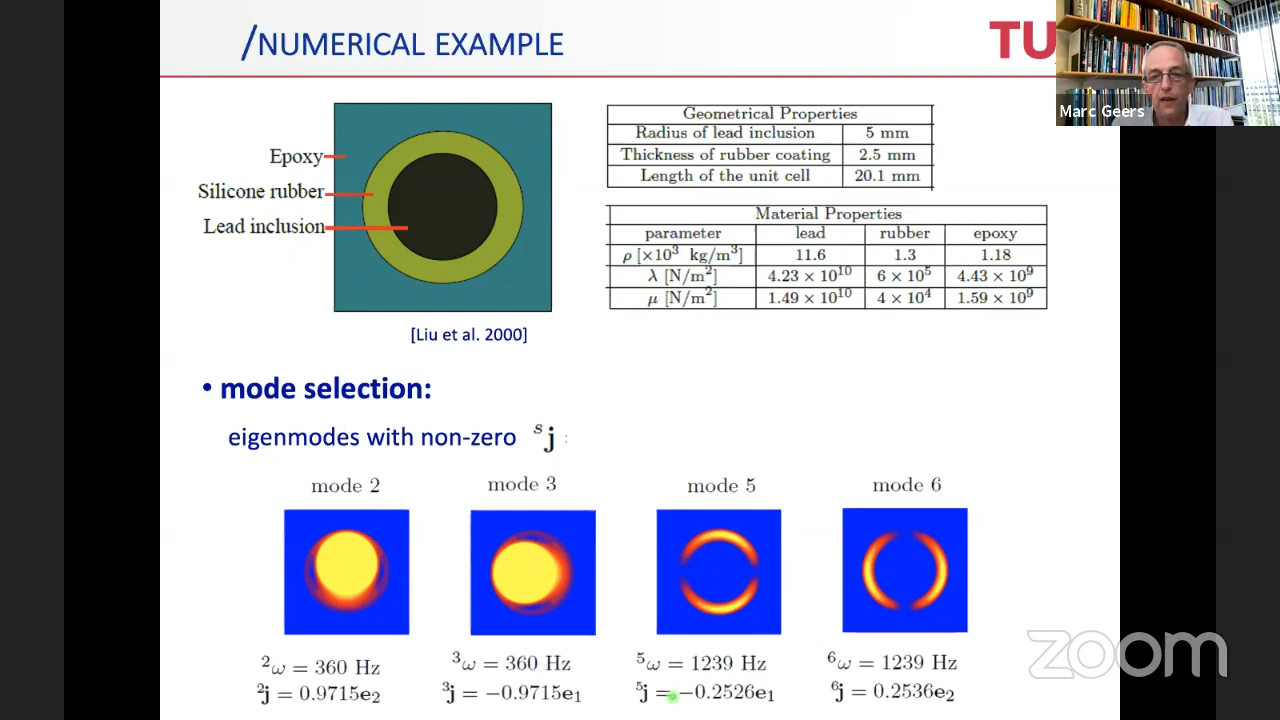 /NUMERICAL EXAMPLE
TU
Marc Geers
Epoxy
Silicone rubber
Lead inclusion
[Liu et al. 2000]
Geometrical Properties
Radius of lead inclusion 5 mm
Thickness of rubber coating 2.5 mm
Length of the unit cell 20.1 mm
Material Properties
parameter lead rubber epoxy
ρ [×10³ kg/m³] 11.6 1.3 1.18
λ [N/m²] 4.23 × 10¹⁰ 6 × 10⁵ 4.43 × 10⁹
μ [N/m²] 1.49 × 10¹⁰ 4 × 10⁴ 1.59 × 10⁹
• mode selection:
eigenmodes with non-zero ˢj :
mode 2 mode 3 mode 5 mode 6
²ω = 360 Hz ³ω = 360 Hz ⁵ω = 1239 Hz ⁶ω = 1239 Hz
²j = 0.9715e₂ ³j = −0.9715e₁ ⁵j = −0.2526e₁ ⁶j = 0.2536e₂
zoom